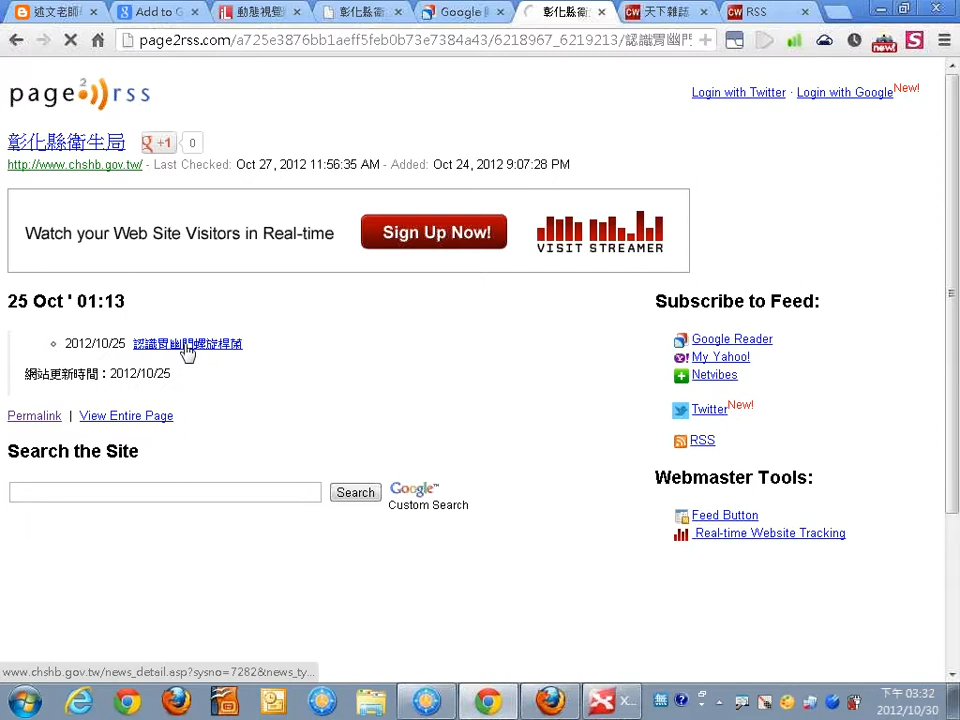 述文老師
Add to G
動態視覺
彰化縣衛
Google
彰化縣衛
天下雜誌
RSS
page2rss.com/a725e3876bb1aeff5feb0b73e7384a43/6218967_6219213/認識胃幽門
now!
page2rss
Login with Twitter · Login with Google New!
彰化縣衛生局
+1 0
http://www.chshb.gov.tw/ - Last Checked: Oct 27, 2012 11:56:35 AM - Added: Oct 24, 2012 9:07:28 PM
Watch your Web Site Visitors in Real-time
Sign Up Now!
VISIT STREAMER
25 Oct ' 01:13
2012/10/25 認識胃幽門螺旋桿菌
網站更新時間：2012/10/25
Permalink | View Entire Page
Search the Site
Search
Google™
Custom Search
Subscribe to Feed:
Google Reader
My Yahoo!
Netvibes
Twitter New!
RSS
Webmaster Tools:
Feed Button
Real-time Website Tracking
www.chshb.gov.tw/news_detail.asp?sysno=7282&news_ty...
X...
下午 03:32
2012/10/30